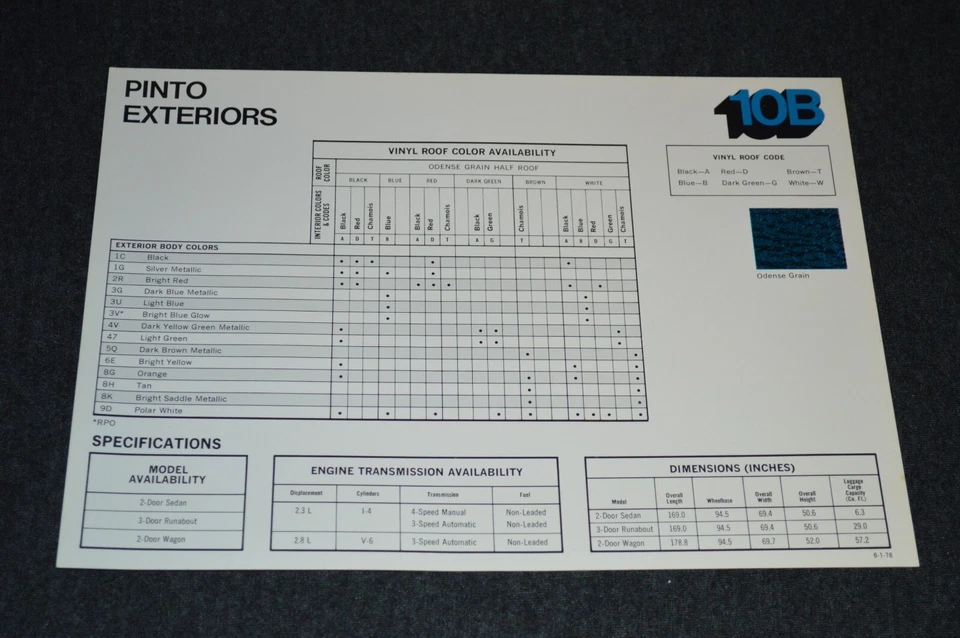 PINTO
EXTERIORS
10B
VINYL ROOF COLOR AVAILABILITY
ODENSE GRAIN HALF ROOF
ROOF COLOR
BLACK BLUE RED DARK GREEN BROWN WHITE
INTERIOR COLORS & CODES
Black Red Chamois Blue Black Red Chamois Black Green Chamois Black Blue Red Green Chamois
A D T B A D T A G T A B D G T
EXTERIOR BODY COLORS
1C Black
1G Silver Metallic
2R Bright Red
3G Dark Blue Metallic
3U Light Blue
3V* Bright Blue Glow
4V Dark Yellow Green Metallic
47 Light Green
5Q Dark Brown Metallic
6E Bright Yellow
8G Orange
8H Tan
8K Bright Saddle Metallic
9D Polar White
*RPO
VINYL ROOF CODE
Black—A Red—D Brown—T
Blue—B Dark Green—G White—W
Odense Grain
SPECIFICATIONS
MODEL
AVAILABILITY
2-Door Sedan
3-Door Runabout
2-Door Wagon
ENGINE TRANSMISSION AVAILABILITY
Displacement Cylinders Transmission Fuel
2.3 L I-4 4-Speed Manual Non-Leaded
3-Speed Automatic Non-Leaded
2.8 L V-6 3-Speed Automatic Non-Leaded
DIMENSIONS (INCHES)
Model Overall Length Wheelbase Overall Width Overall Height Luggage Cargo Capacity (Cu. Ft.)
2-Door Sedan 169.0 94.5 69.4 50.6 6.3
3-Door Runabout 169.0 94.5 69.4 50.6 29.0
2-Door Wagon 178.8 94.5 69.7 52.0 57.2
6-1-76